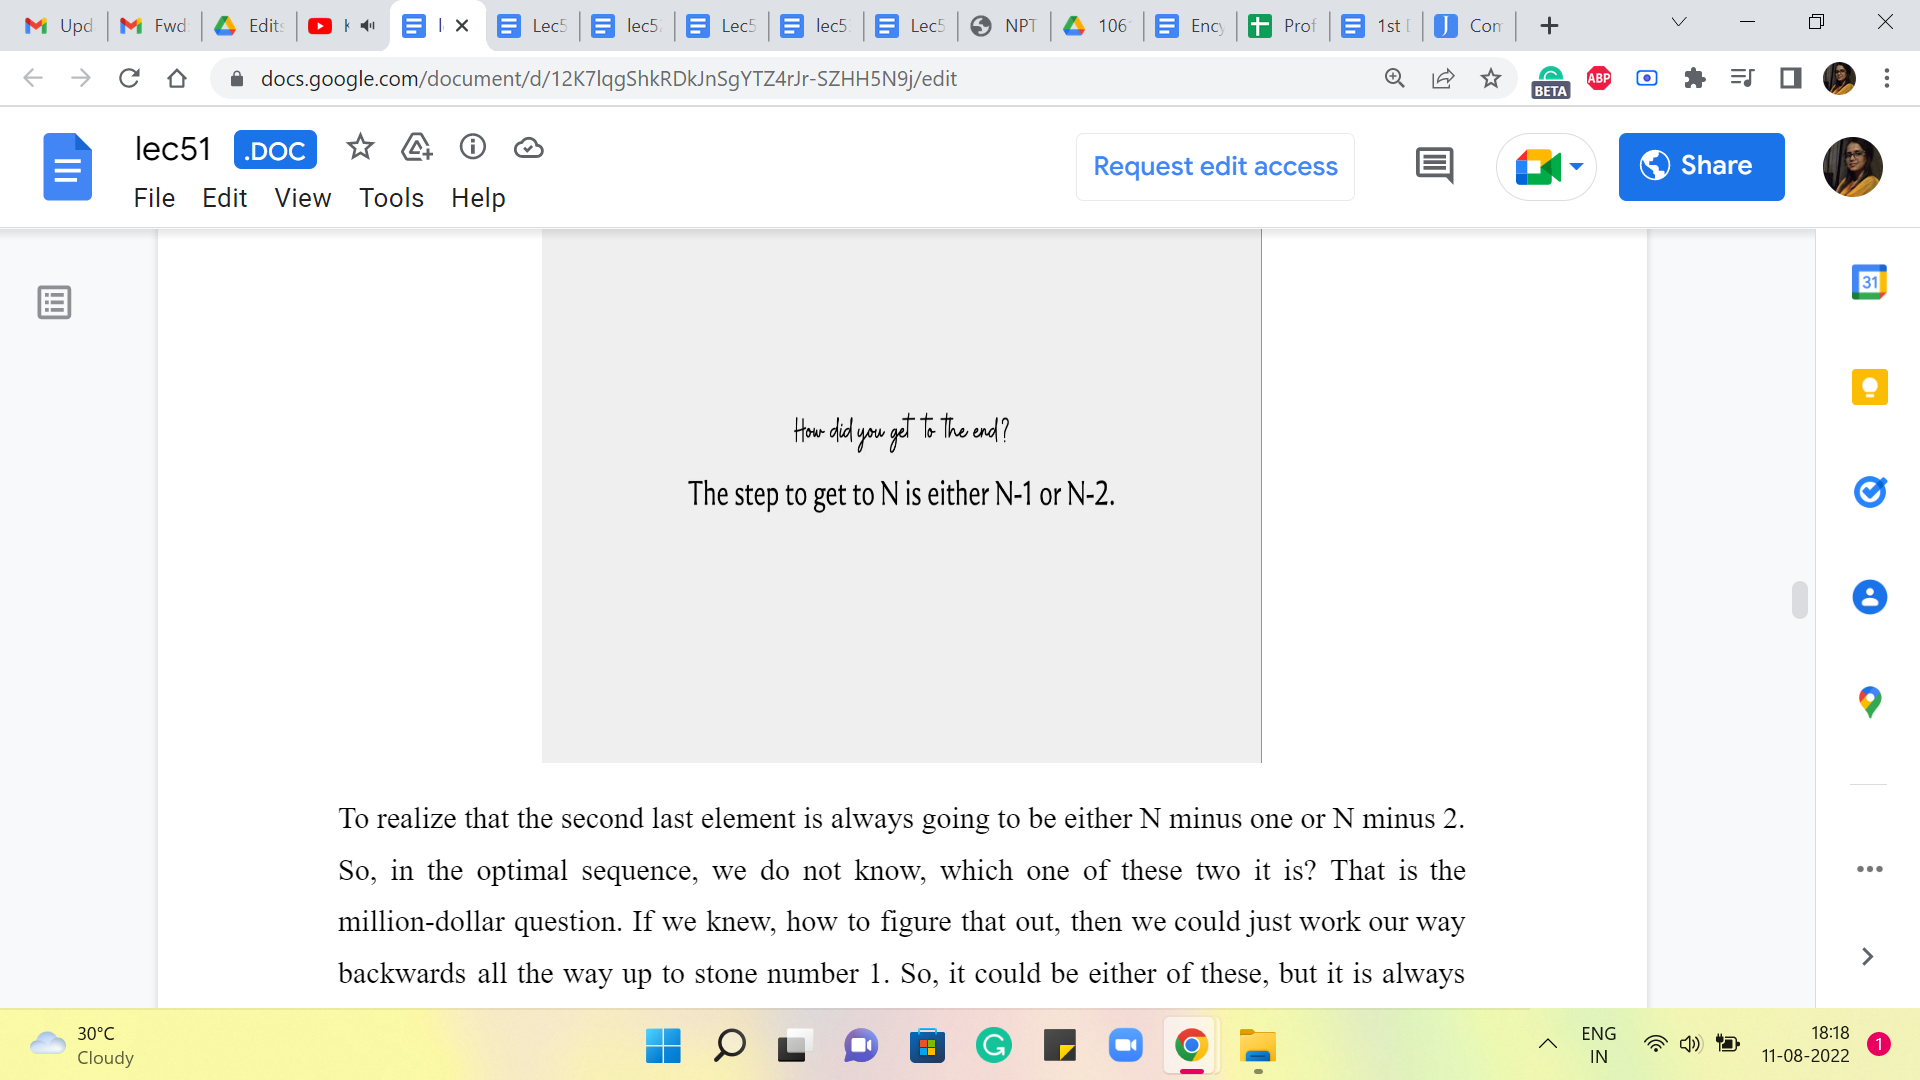 Upd
Fwd
Edits
lec5
Lec5
NPT
106
Ency
Prof
1st
Con
docs.google.com/document/d/12K7lqgShkRDkJnSgYTZ4rJr-SZHH5N9j/edit
ABP
BETA
lec51 .DOC
File Edit View Tools Help
Request edit access
Share
31
How did you get to the end?
The step to get to N is either N-1 or N-2.
To realize that the second last element is always going to be either N minus one or N minus 2.
So, in the optimal sequence, we do not know, which one of these two it is? That is the
million-dollar question. If we knew, how to figure that out, then we could just work our way
backwards all the way up to stone number 1. So, it could be either of these, but it is always
30°C
Cloudy
ENG
IN
18:18
11-08-2022
1